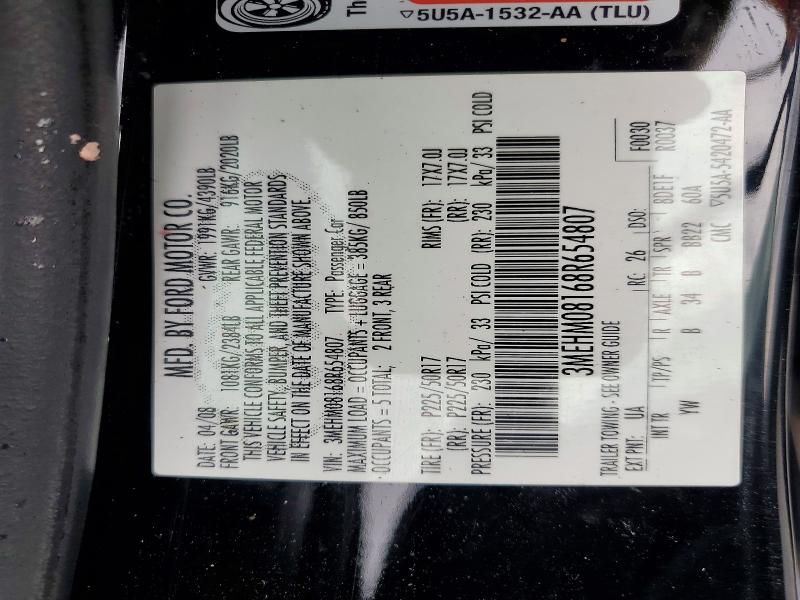 Th
▽5U5A-1532-AA (TLU)
MFD. BY FORD MOTOR CO.
DATE: 04/08 GVWR: 1991KG/4390LB
FRONT GAWR: 1081KG/2384LB REAR GAWR: 916KG/2020LB
THIS VEHICLE CONFORMS TO ALL APPLICABLE FEDERAL MOTOR
VEHICLE SAFETY, BUMPER, AND THEFT PREVENTION STANDARDS
IN EFFECT ON THE DATE OF MANUFACTURE SHOWN ABOVE.
VIN: 3MEHM08168R654807 TYPE: Passenger Car
MAXIMUM LOAD = OCCUPANTS + LUGGAGE = 385KG/ 850LB
OCCUPANTS = 5 TOTAL; 2 FRONT, 3 REAR
TIRE (FR): P225/50R17 RIMS (FR): 17X7.0J
(RR): P225/50R17 (RR): 17X7.0J
PRESSURE (FR): 230 kPa/ 33 PSI COLD (RR): 230 kPa/ 33 PSI COLD
3MEHM08168R654807
TRAILER TOWING - SEE OWNER GUIDE
F0030
EXT PNT: UA RC: 26 DSO: R0037
INT TR TP/PS R AXLE TR SPR BDE1F
YW B 34 B BB22 60A
CNC ▽5U5A-5420472-AA